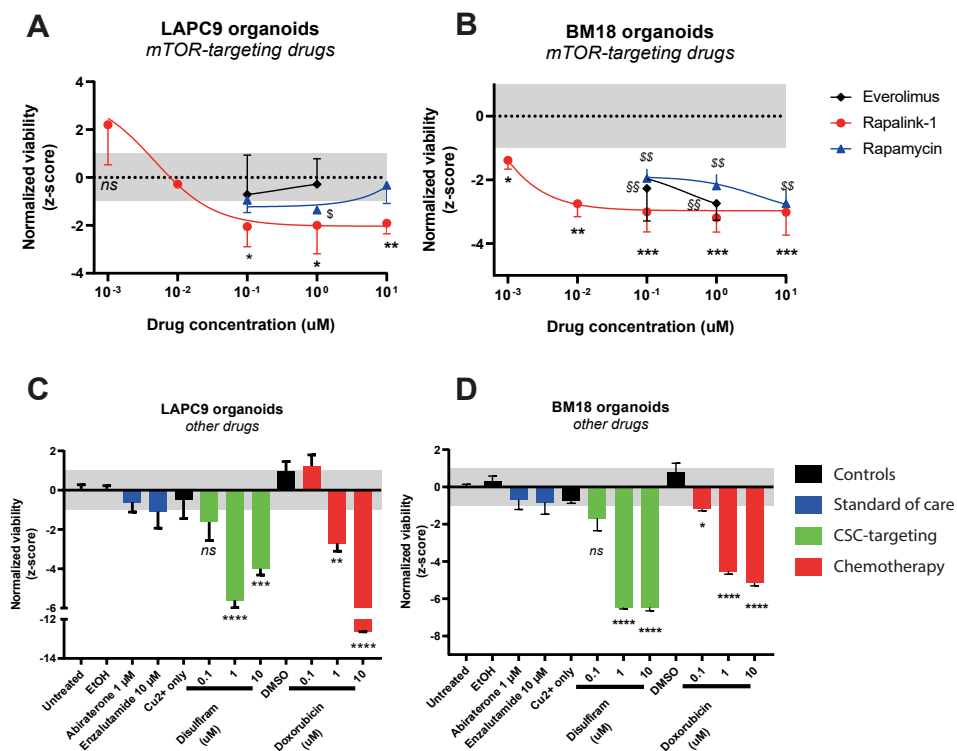 A
LAPC9 organoids
mTOR-targeting drugs
Normalized viability
(z-score)
4
2
0
-2
-4
ns
$
*
*
**
10-3
10-2
10-1
100
101
Drug concentration (uM)
B
BM18 organoids
mTOR-targeting drugs
Normalized viability
(z-score)
0
-2
-4
$$
$$
$$
§§
§§
*
**
***
***
***
10-3
10-2
10-1
100
101
Drug concentration (uM)
Everolimus
Rapalink-1
Rapamycin
C
LAPC9 organoids
other drugs
Normalized viability
(z-score)
2
0
-2
-4
-6
-12
-14
ns
****
***
**
****
Untreated
EtOH
Abiraterone 1 µM
Enzalutamide 10 µM
Cu2+ only
0.1
1
10
Disulfiram
(uM)
DMSO
0.1
1
10
Doxorubicin
(uM)
D
BM18 organoids
other drugs
Normalized viability
(z-score)
2
0
-2
-4
-6
-8
ns
****
****
*
****
****
Untreated
EtOH
Abiraterone 1 µM
Enzalutamide 10 µM
Cu2+ only
0.1
1
10
Disulfiram
(uM)
DMSO
0.1
1
10
Doxorubicin
(uM)
Controls
Standard of care
CSC-targeting
Chemotherapy